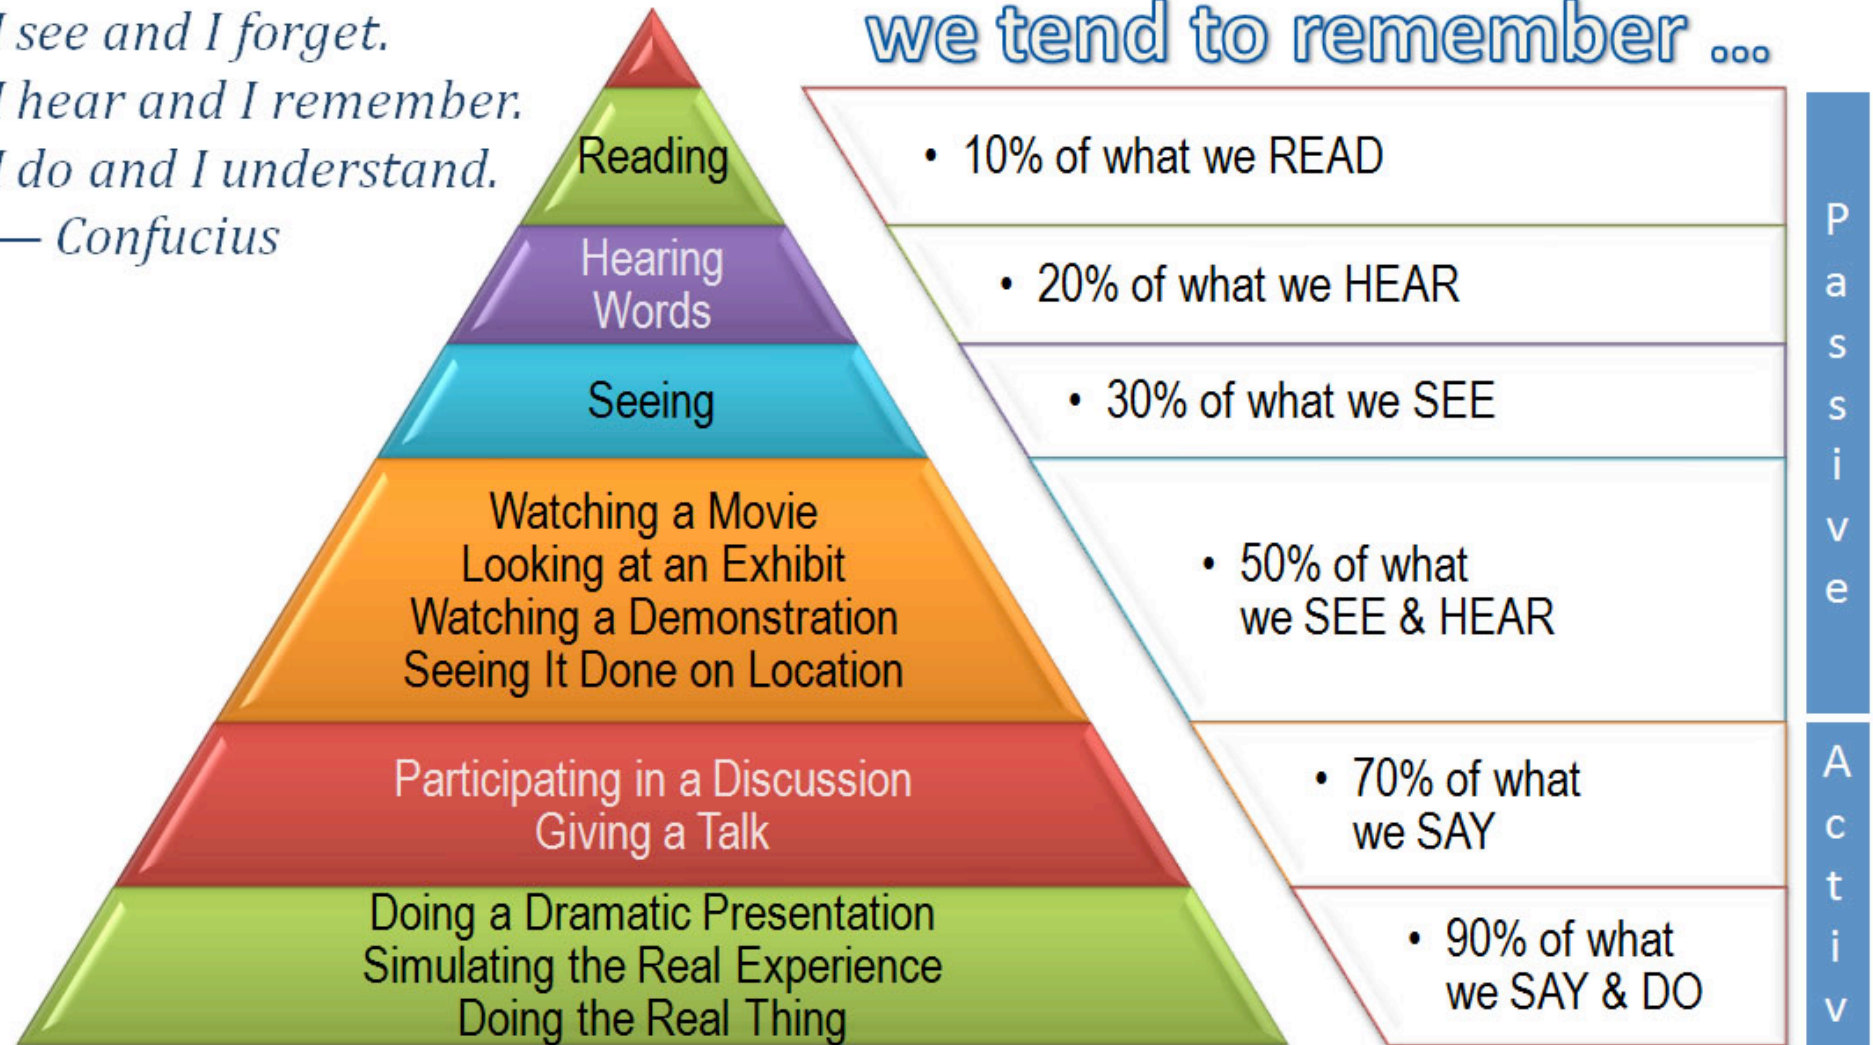 I see and I forget.
I hear and I remember.
I do and I understand.
— Confucius
we tend to remember ...
Reading
• 10% of what we READ
Hearing
Words
• 20% of what we HEAR
Seeing
• 30% of what we SEE
Watching a Movie
Looking at an Exhibit
Watching a Demonstration
Seeing It Done on Location
• 50% of what
we SEE & HEAR
Participating in a Discussion
Giving a Talk
• 70% of what
we SAY
Doing a Dramatic Presentation
Simulating the Real Experience
Doing the Real Thing
• 90% of what
we SAY & DO
P
a
s
s
i
v
e
A
c
t
i
v